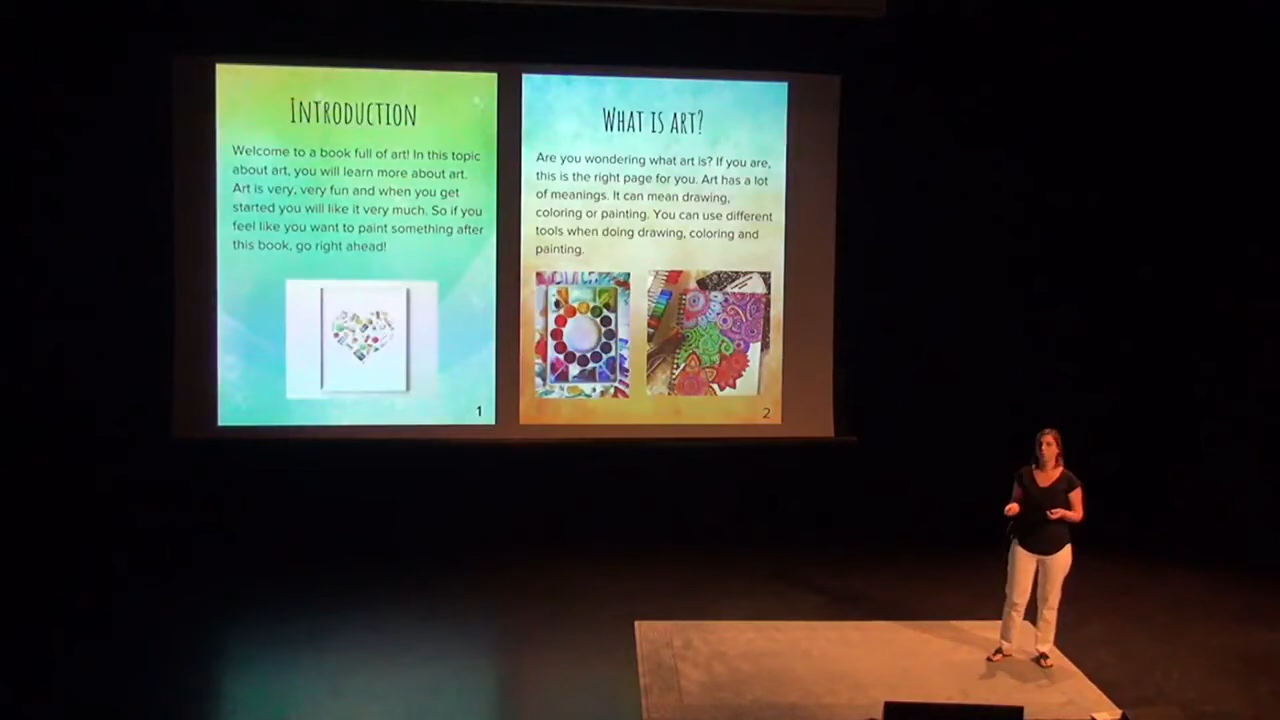 INTRODUCTION
Welcome to a book full of art! In this topic
about art, you will learn more about art.
Art is very, very fun and when you get
started you will like it very much. So if you
feel like you want to paint something after
this book, go right ahead!
1
WHAT IS ART?
Are you wondering what art is? If you are,
this is the right page for you. Art has a lot
of meanings. It can mean drawing,
coloring or painting. You can use different
tools when doing drawing, coloring and
painting.
2